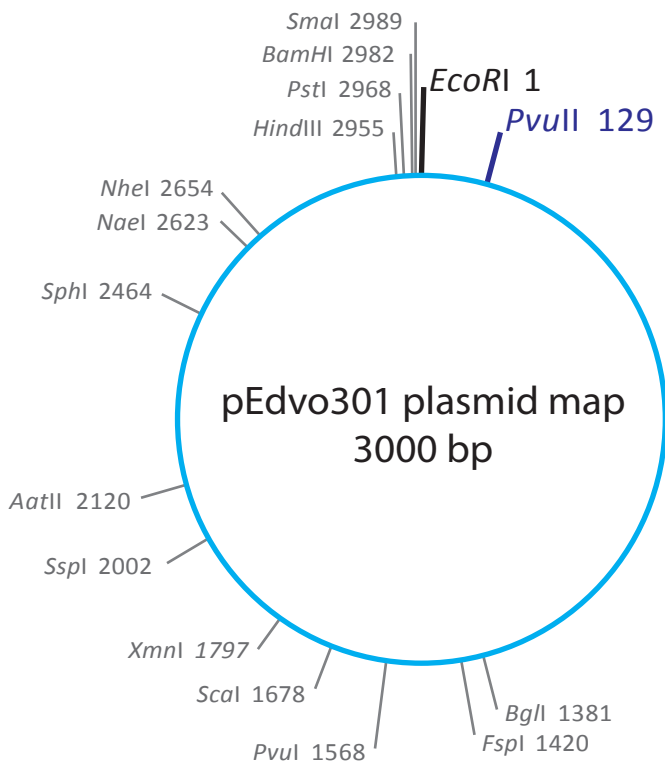 SmaI 2989
BamHI 2982
EcoRI 1
PstI 2968
PvuII 129
HindIII 2955
NheI 2654
NaeI 2623
SphI 2464
pEdvo301 plasmid map
3000 bp
AatII 2120
SspI 2002
XmnI 1797
ScaI 1678
BglI 1381
FspI 1420
PvuI 1568